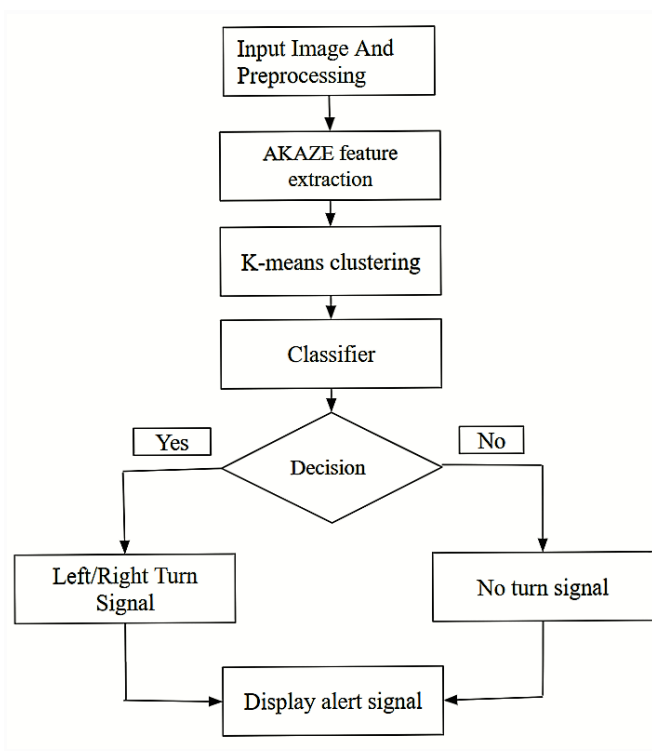 Input Image And
Preprocessing
AKAZE feature
extraction
K-means clustering
Classifier
Yes
No
Decision
Left/Right Turn
Signal
No turn signal
Display alert signal